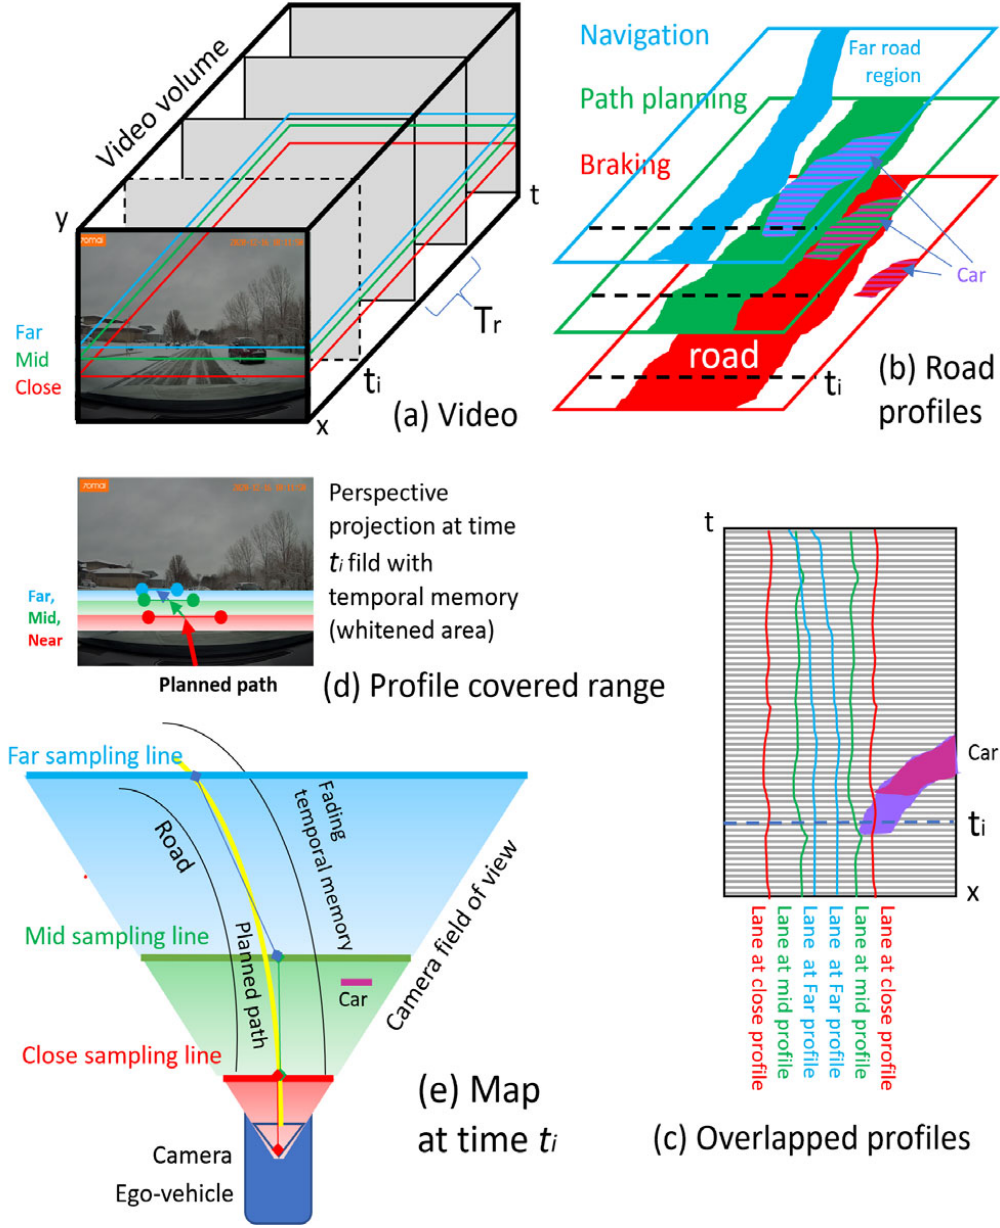 Video volume
y
t
70mai
Far
Mid
Close
Tr
ti
x
(a) Video
Navigation
Far road
region
Path planning
Braking
Car
road
ti
(b) Road
profiles
70mai
Far,
Mid,
Near
Planned path
Perspective
projection at time
ti fild with
temporal memory
(whitened area)
(d) Profile covered range
t
Car
ti
x
Lane at close profile
Lane at mid profile
Lane at Far profile
Lane at Far profile
Lane at mid profile
Lane at close profile
(c) Overlapped profiles
Far sampling line
Fading
temporal memory
Road
Mid sampling line
Planned path
Car
Camera field of view
Close sampling line
(e) Map
at time ti
Camera
Ego-vehicle